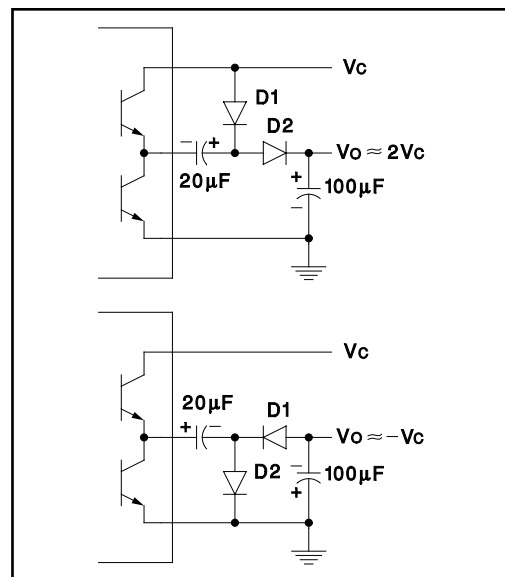 Vc
D1
D2
− +
20µF
Vo ≈ 2Vc
+
100µF
−
Vc
20µF
D1
+ −
Vo ≈ −Vc
D2
−
100µF
+